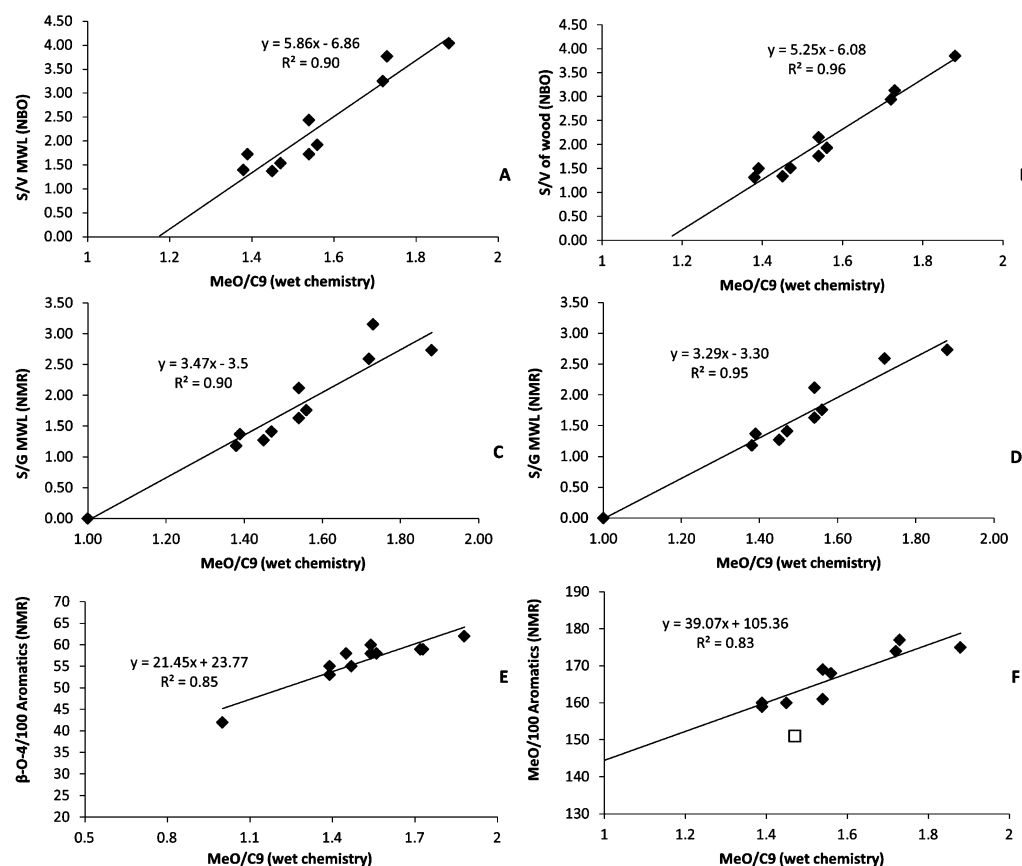 4.50
4.00
3.50
3.00
2.50
2.00
1.50
1.00
0.50
0.00
S/V MWL (NBO)
y = 5.86x - 6.86
R² = 0.90
A
1 1.2 1.4 1.6 1.8 2
MeO/C9 (wet chemistry)
4.50
4.00
3.50
3.00
2.50
2.00
1.50
1.00
0.50
0.00
S/V of wood (NBO)
y = 5.25x - 6.08
R² = 0.96
1 1.2 1.4 1.6 1.8 2
MeO/C9 (wet chemistry)
3.50
3.00
2.50
2.00
1.50
1.00
0.50
0.00
S/G MWL (NMR)
y = 3.47x - 3.5
R² = 0.90
C
1.00 1.20 1.40 1.60 1.80 2.00
MeO/C9 (wet chemistry)
3.50
3.00
2.50
2.00
1.50
1.00
0.50
0.00
S/G MWL (NMR)
y = 3.29x - 3.30
R² = 0.95
D
1.00 1.20 1.40 1.60 1.80 2.00
MeO/C9 (wet chemistry)
70
65
60
55
50
45
40
35
30
25
20
β-O-4/100 Aromatics (NMR)
y = 21.45x + 23.77
R² = 0.85
E
0.5 0.8 1.1 1.4 1.7 2
MeO/C9 (wet chemistry)
190
180
170
160
150
140
130
MeO/100 Aromatics (NMR)
y = 39.07x + 105.36
R² = 0.83
F
1 1.2 1.4 1.6 1.8 2
MeO/C9 (wet chemistry)